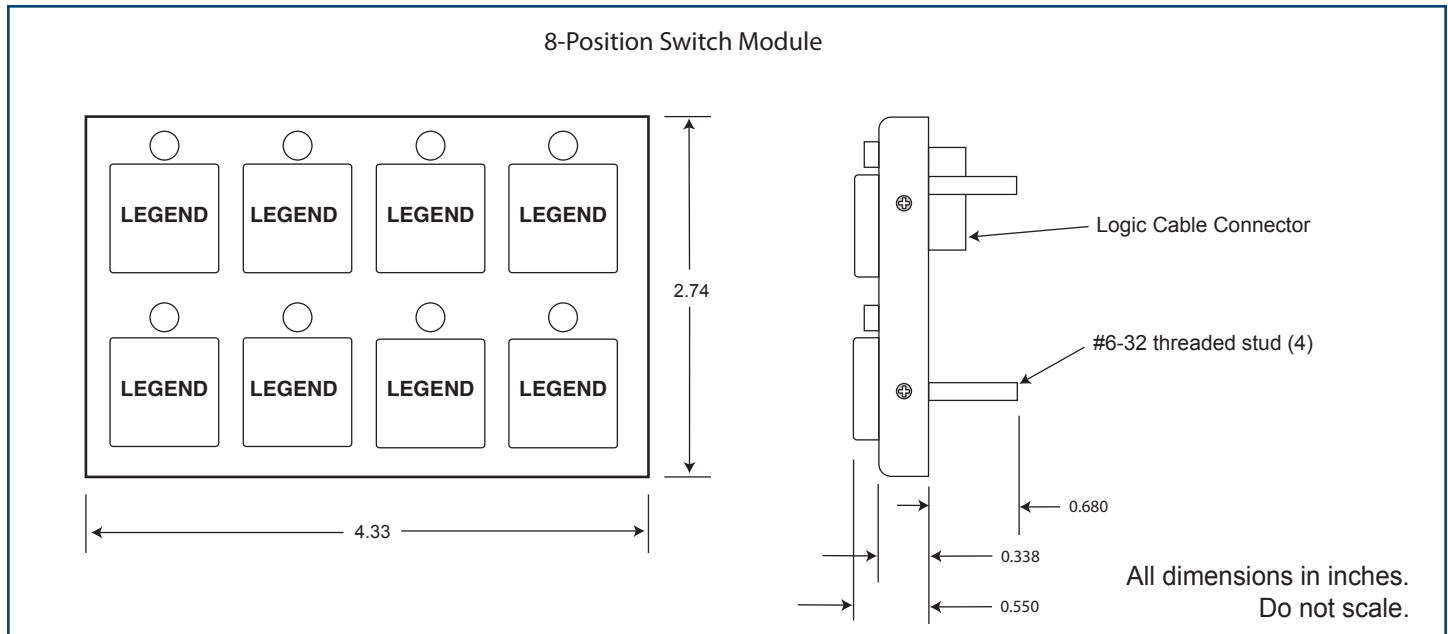 8-Position Switch Module
LEGEND LEGEND LEGEND LEGEND
LEGEND LEGEND LEGEND LEGEND
2.74
4.33
Logic Cable Connector
#6-32 threaded stud (4)
0.680
0.338
0.550
All dimensions in inches.
Do not scale.